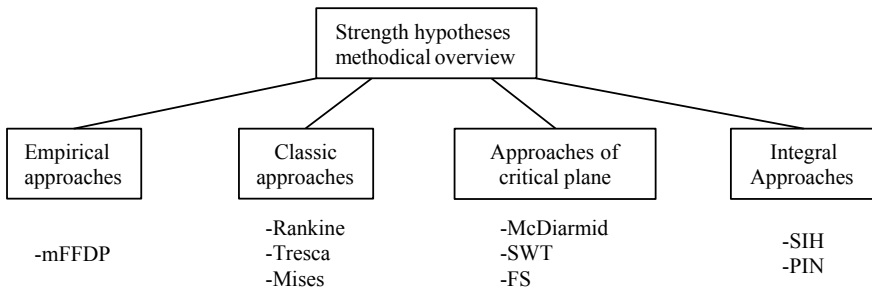 Strength hypotheses
methodical overview
Empirical
approaches
Classic
approaches
Approaches of
critical plane
Integral
Approaches
-mFFDP
-Rankine
-Tresca
-Mises
-McDiarmid
-SWT
-FS
-SIH
-PIN